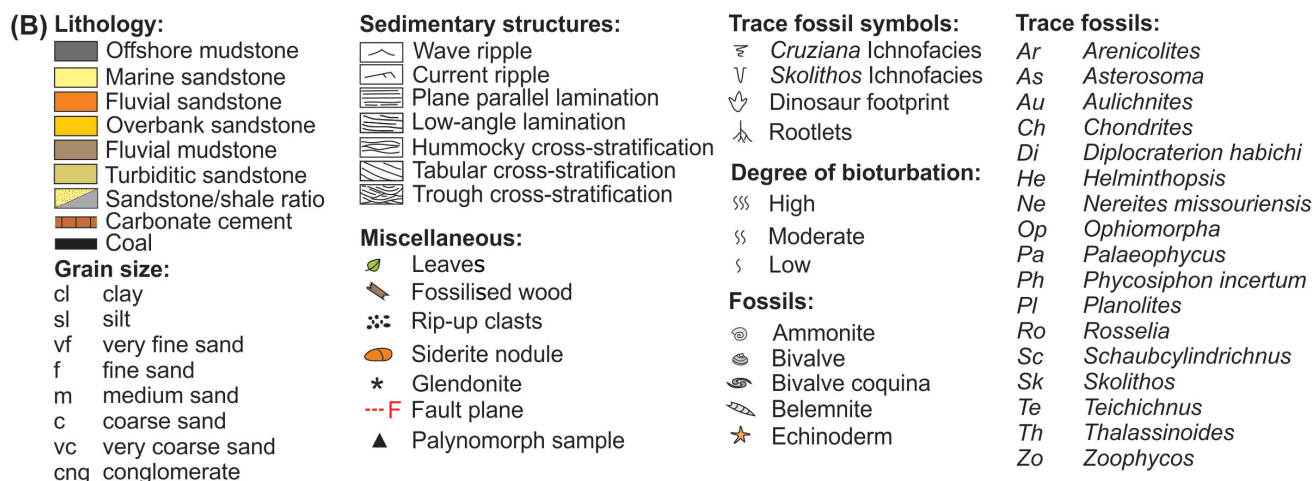 (B) Lithology:
Offshore mudstone
Marine sandstone
Fluvial sandstone
Overbank sandstone
Fluvial mudstone
Turbiditic sandstone
Sandstone/shale ratio
Carbonate cement
Coal
Grain size:
cl clay
sl silt
vf very fine sand
f fine sand
m medium sand
c coarse sand
vc very coarse sand
cng conglomerate
Sedimentary structures:
Wave ripple
Current ripple
Plane parallel lamination
Low-angle lamination
Hummocky cross-stratification
Tabular cross-stratification
Trough cross-stratification
Miscellaneous:
Leaves
Fossilised wood
Rip-up clasts
Siderite nodule
Glendonite
F Fault plane
Palynomorph sample
Trace fossil symbols:
Cruziana Ichnofacies
Skolithos Ichnofacies
Dinosaur footprint
Rootlets
Degree of bioturbation:
High
Moderate
Low
Fossils:
Ammonite
Bivalve
Bivalve coquina
Belemnite
Echinoderm
Trace fossils:
Ar Arenicolites
As Asterosoma
Au Aulichnites
Ch Chondrites
Di Diplocraterion habichi
He Helminthopsis
Ne Nereites missouriensis
Op Ophiomorpha
Pa Palaeophycus
Ph Phycosiphon incertum
Pl Planolites
Ro Rosselia
Sc Schaubcylindrichnus
Sk Skolithos
Te Teichichnus
Th Thalassinoides
Zo Zoophycos